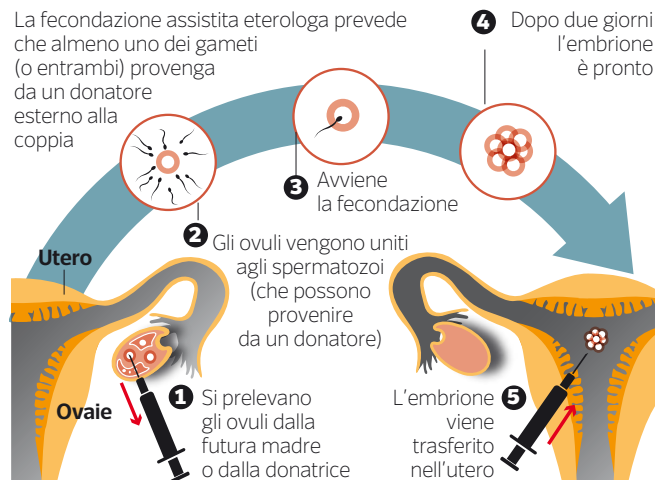 La fecondazione assistita eterologa prevede
che almeno uno dei gameti
(o entrambi) provenga
da un donatore
esterno alla
coppia
Utero
Ovaie
1 Si prelevano
gli ovuli dalla
futura madre
o dalla donatrice
2 Gli ovuli vengono uniti
agli spermatozoi
(che possono
provenire
da un donatore)
3 Avviene
la fecondazione
4 Dopo due giorni
l'embrione
è pronto
L'embrione 5
viene
trasferito
nell'utero